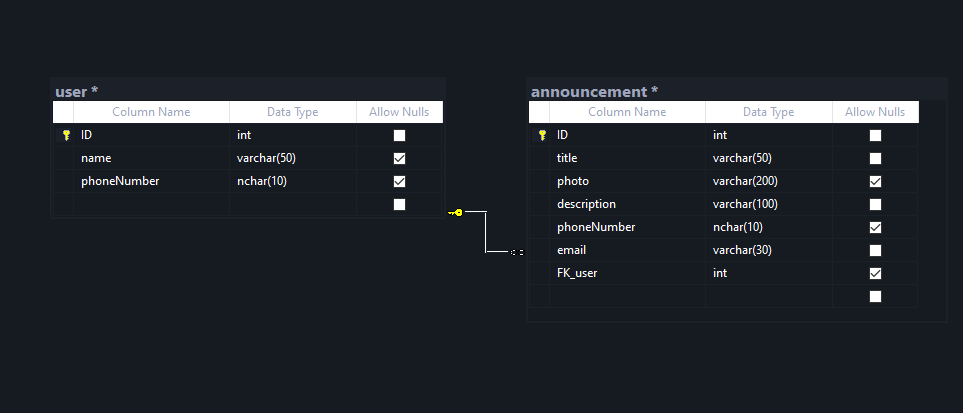 user *
Column Name Data Type Allow Nulls
ID int
name varchar(50)
phoneNumber nchar(10)
announcement *
Column Name Data Type Allow Nulls
ID int
title varchar(50)
photo varchar(200)
description varchar(100)
phoneNumber nchar(10)
email varchar(30)
FK_user int